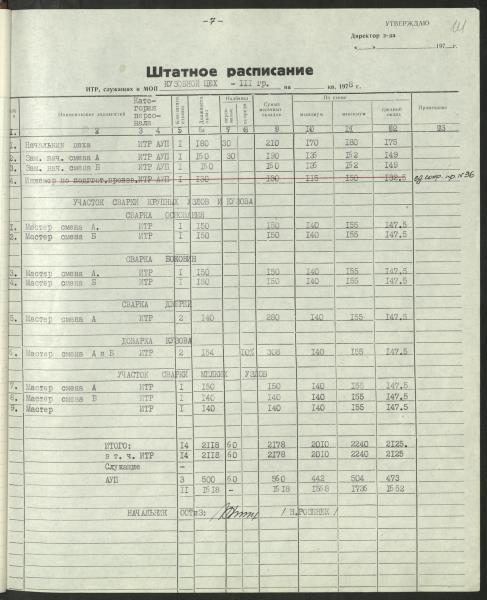 - 7 -
УТВЕРЖДАЮ
Директор з-да
« » 197 г.
Штатное расписание
ИТР, служащих и МОП КУЗОВНОЙ ЦЕХ - III гр. на кв. 1978 г.
Наименование должностей Категория персонала Надбавки Сумма месячных окладов По схеме минимум максимум средний оклад Примечание
1. 2 3 4 5 6 7 8 9 10 11 12 13
1. Начальник цеха ИТР АУП 1 180 30 210 170 180 175
2. Зам. нач. смена А ИТР АУП 1 150 30 180 135 152 149
3. Зам. нач. смена Б ИТР АУП 1 150 150 135 152 149
4. Инженер по подгот. произв. ИТР АУП 1 130 130 115 150 132,5
УЧАСТОК СВАРКИ КРУПНЫХ УЗЛОВ И КУЗОВА
СВАРКА ОСНОВАНИЯ
1. Мастер смена А. ИТР 1 150 150 140 155 147.5
2. Мастер смена Б ИТР 1 150 150 140 155 147.5
СВАРКА БОКОВИН
3. Мастер смена А. ИТР 1 150 150 140 155 147.5
4. Мастер смена Б ИТР 1 150 150 140 155 147.5
СВАРКА ДВЕРЕЙ
5. Мастер смена А ИТР 2 140 280 140 155 147.5
ДОВАРКА КУЗОВА
6. Мастер смена А и Б ИТР 2 154 10% 308 140 155 147.5
УЧАСТОК СВАРКИ МЕЛКИХ УЗЛОВ
7. Мастер смена А ИТР 1 150 150 140 155 147.5
8. Мастер смена В ИТР 1 140 140 140 155 147.5
9. Мастер ИТР 1 140 140 140 155 147.5
ИТОГО: 14 2118 60 2178 2010 2240 2125.
в т. ч. ИТР 14 2118 60 2178 2010 2240 2125.
Служащие -
АУП 3 500 60 560 442 504 473
11 1618 - 1618 1568 1736 1652
НАЧАЛЬНИК ООТиЗ: / Н.РОСЕНЕК /